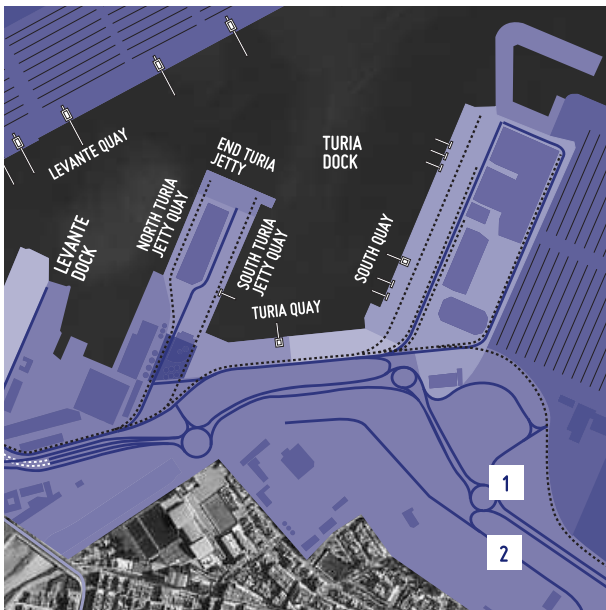 LEVANTE QUAY
END TURIA
JETTY
TURIA
DOCK
NORTH TURIA
JETTY QUAY
LEVANTE
DOCK
SOUTH TURIA
JETTY QUAY
SOUTH QUAY
TURIA QUAY
1
2